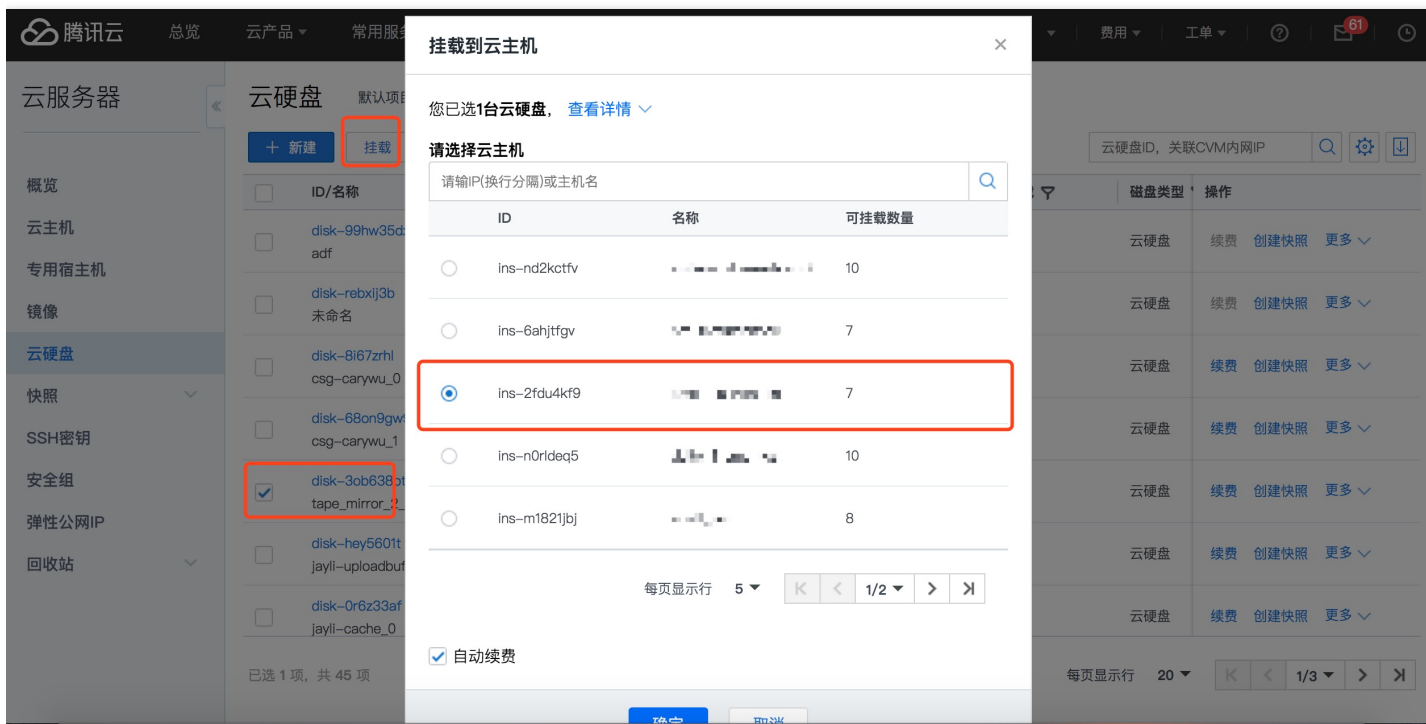 腾讯云 总览 云产品 常用服 费用 工单 61
云服务器
概览
云主机
专用宿主机
镜像
云硬盘
快照
SSH密钥
安全组
弹性公网IP
回收站
云硬盘 默认项
+ 新建 挂载
云硬盘ID, 关联CVM内网IP
ID/名称 磁盘类型 操作
disk-99hw35d
adf
云硬盘 续费 创建快照 更多
disk-rebxij3b
未命名
云硬盘 续费 创建快照 更多
disk-8i67zrhl
csg-carywu_0
云硬盘 续费 创建快照 更多
disk-68on9gw
csg-carywu_1
云硬盘 续费 创建快照 更多
disk-3ob638
tape_mirror_2_
云硬盘 续费 创建快照 更多
disk-hey5601t
jayli-uploadbuf
云硬盘 续费 创建快照 更多
disk-0r6z33af
jayli-cache_0
云硬盘 续费 创建快照 更多
已选 1 项, 共 45 项
每页显示行 20 1/3
挂载到云主机
您已选1台云硬盘, 查看详情
请选择云主机
请输IP(换行分隔)或主机名
ID 名称 可挂载数量
ins-nd2kctfv 10
ins-6ahjtfgv 7
ins-2fdu4kf9 7
ins-n0rldeq5 10
ins-m1821jbj 8
每页显示行 5 1/2
自动续费
确定 取消